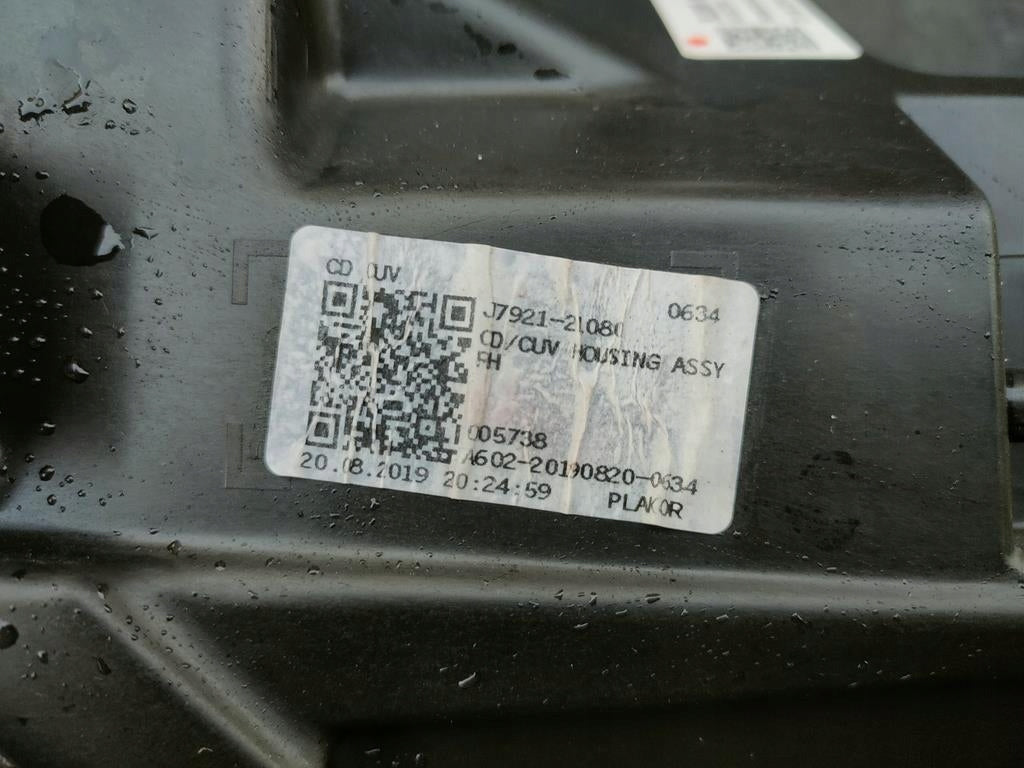 CD CUV
J7921-21080 0634
CD/CUV HOUSING ASSY
FH
005738
A602-20190820-0634
20.08.2019 20:24:59 PLAKOR